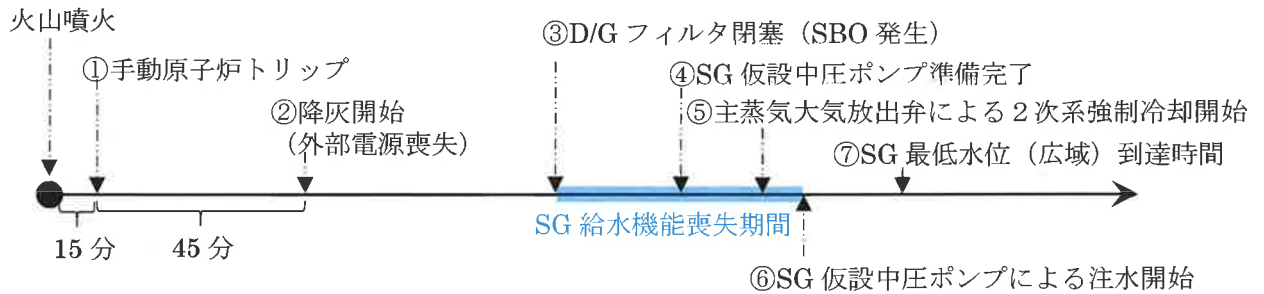 火山噴火
①手動原子炉トリップ
②降灰開始
（外部電源喪失）
③D/G フィルタ閉塞（SBO 発生）
④SG 仮設中圧ポンプ準備完了
⑤主蒸気大気放出弁による２次系強制冷却開始
⑦SG 最低水位（広域）到達時間
15 分
45 分
SG 給水機能喪失期間
⑥SG 仮設中圧ポンプによる注水開始